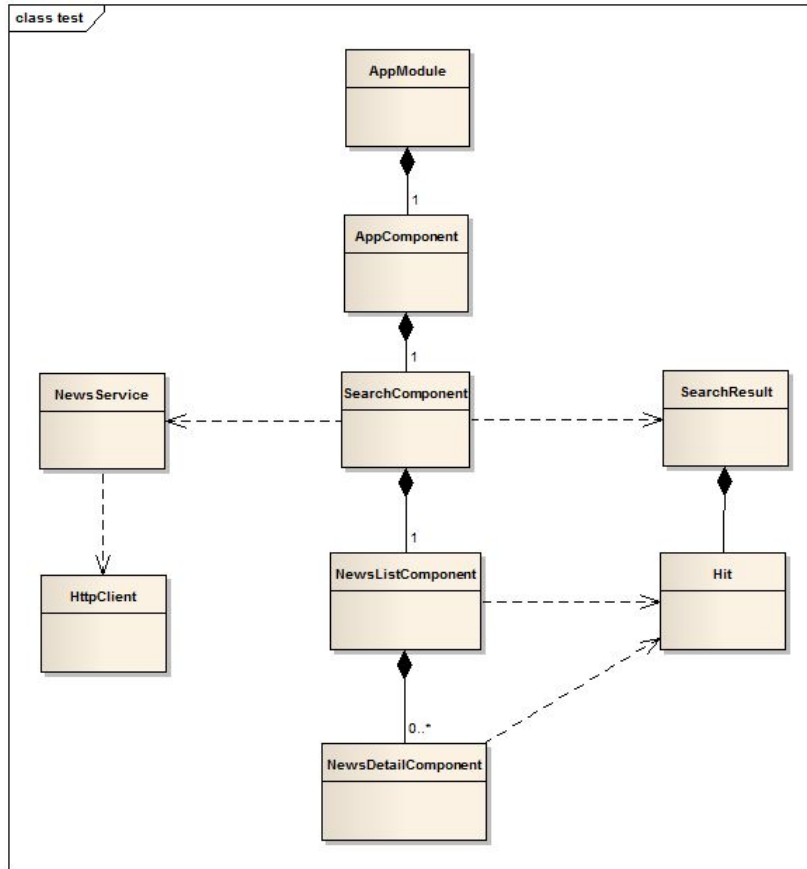 class test
AppModule
1
AppComponent
1
NewsService
SearchComponent
SearchResult
1
HttpClient
NewsListComponent
Hit
0..*
NewsDetailComponent